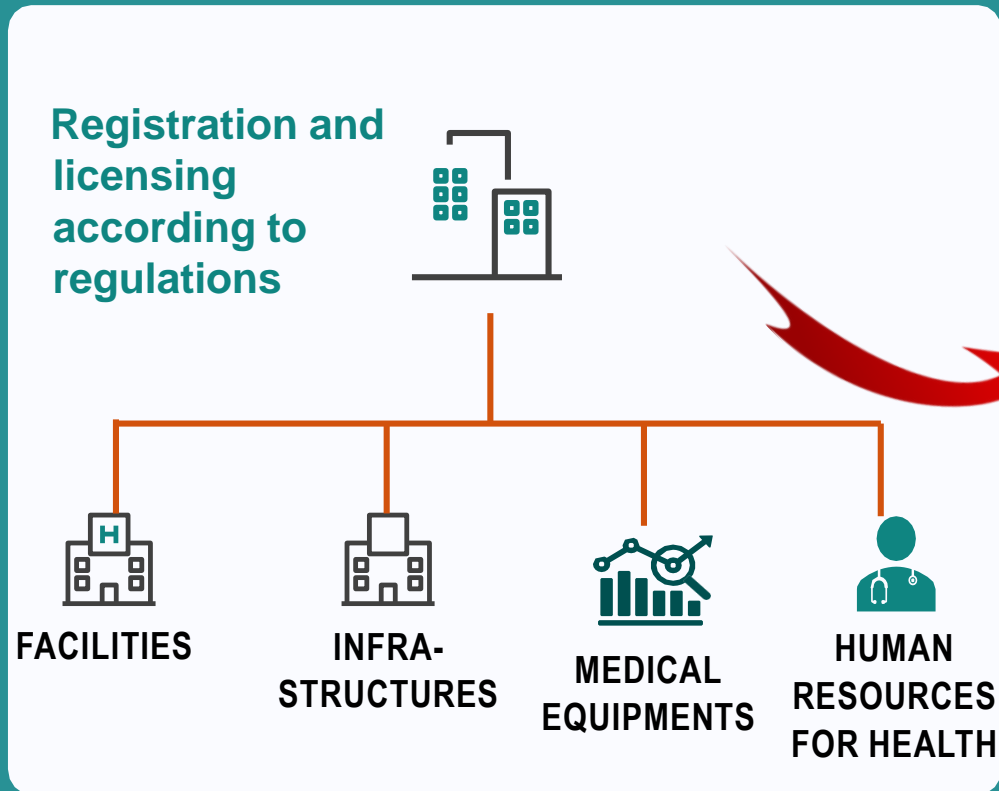 Registration and
licensing
according to
regulations
H
FACILITIES
INFRA-
STRUCTURES
MEDICAL
EQUIPMENTS
HUMAN
RESOURCES
FOR HEALTH